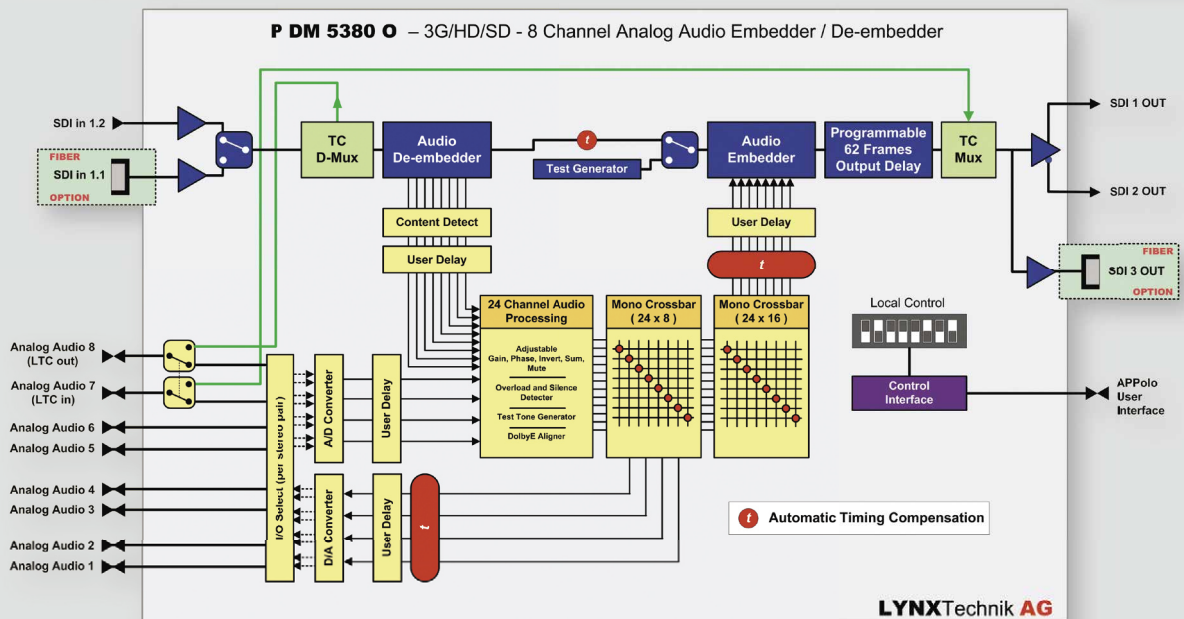 P DM 5380 O – 3G/HD/SD - 8 Channel Analog Audio Embedder / De-embedder
SDI in 1.2
FIBER
SDI in 1.1
OPTION
TC
D-Mux
Audio
De-embedder
t
Test Generator
Audio
Embedder
Programmable
62 Frames
Output Delay
TC
Mux
SDI 1 OUT
SDI 2 OUT
FIBER
SDI 3 OUT
OPTION
Content Detect
User Delay
User Delay
t
24 Channel Audio
Processing
Adjustable
Gain, Phase, Invert, Sum,
Mute
Overload and Silence
Detecter
Test Tone Generator
DolbyE Aligner
Mono Crossbar
( 24 x 8 )
Mono Crossbar
( 24 x 16 )
Local Control
Control
Interface
APPolo
User
Interface
Analog Audio 8
(LTC out)
Analog Audio 7
(LTC in)
Analog Audio 6
Analog Audio 5
Analog Audio 4
Analog Audio 3
Analog Audio 2
Analog Audio 1
I/O Select (per stereo pair)
A/D Converter
User Delay
D/A Converter
User Delay
t
t Automatic Timing Compensation
LYNXTechnik AG